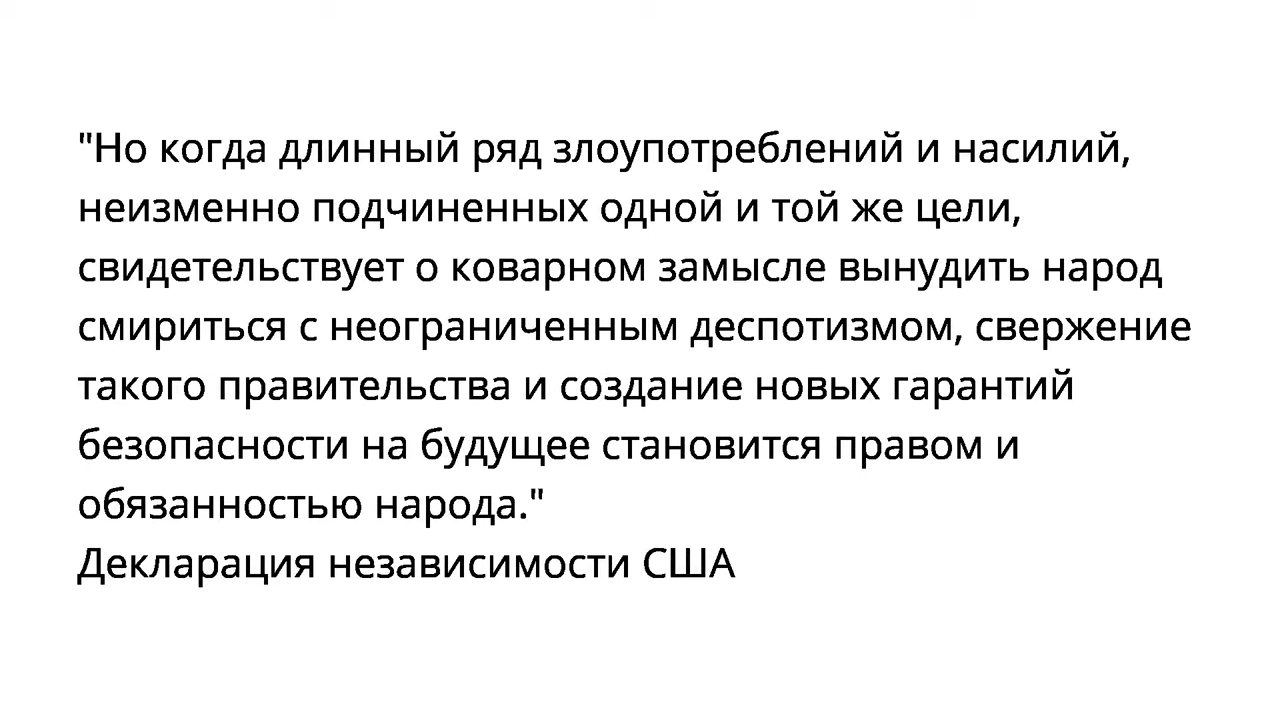 "Но когда длинный ряд злоупотреблений и насилий,
неизменно подчиненных одной и той же цели,
свидетельствует о коварном замысле вынудить народ
смириться с неограниченным деспотизмом, свержение
такого правительства и создание новых гарантий
безопасности на будущее становится правом и
обязанностью народа."
Декларация независимости США